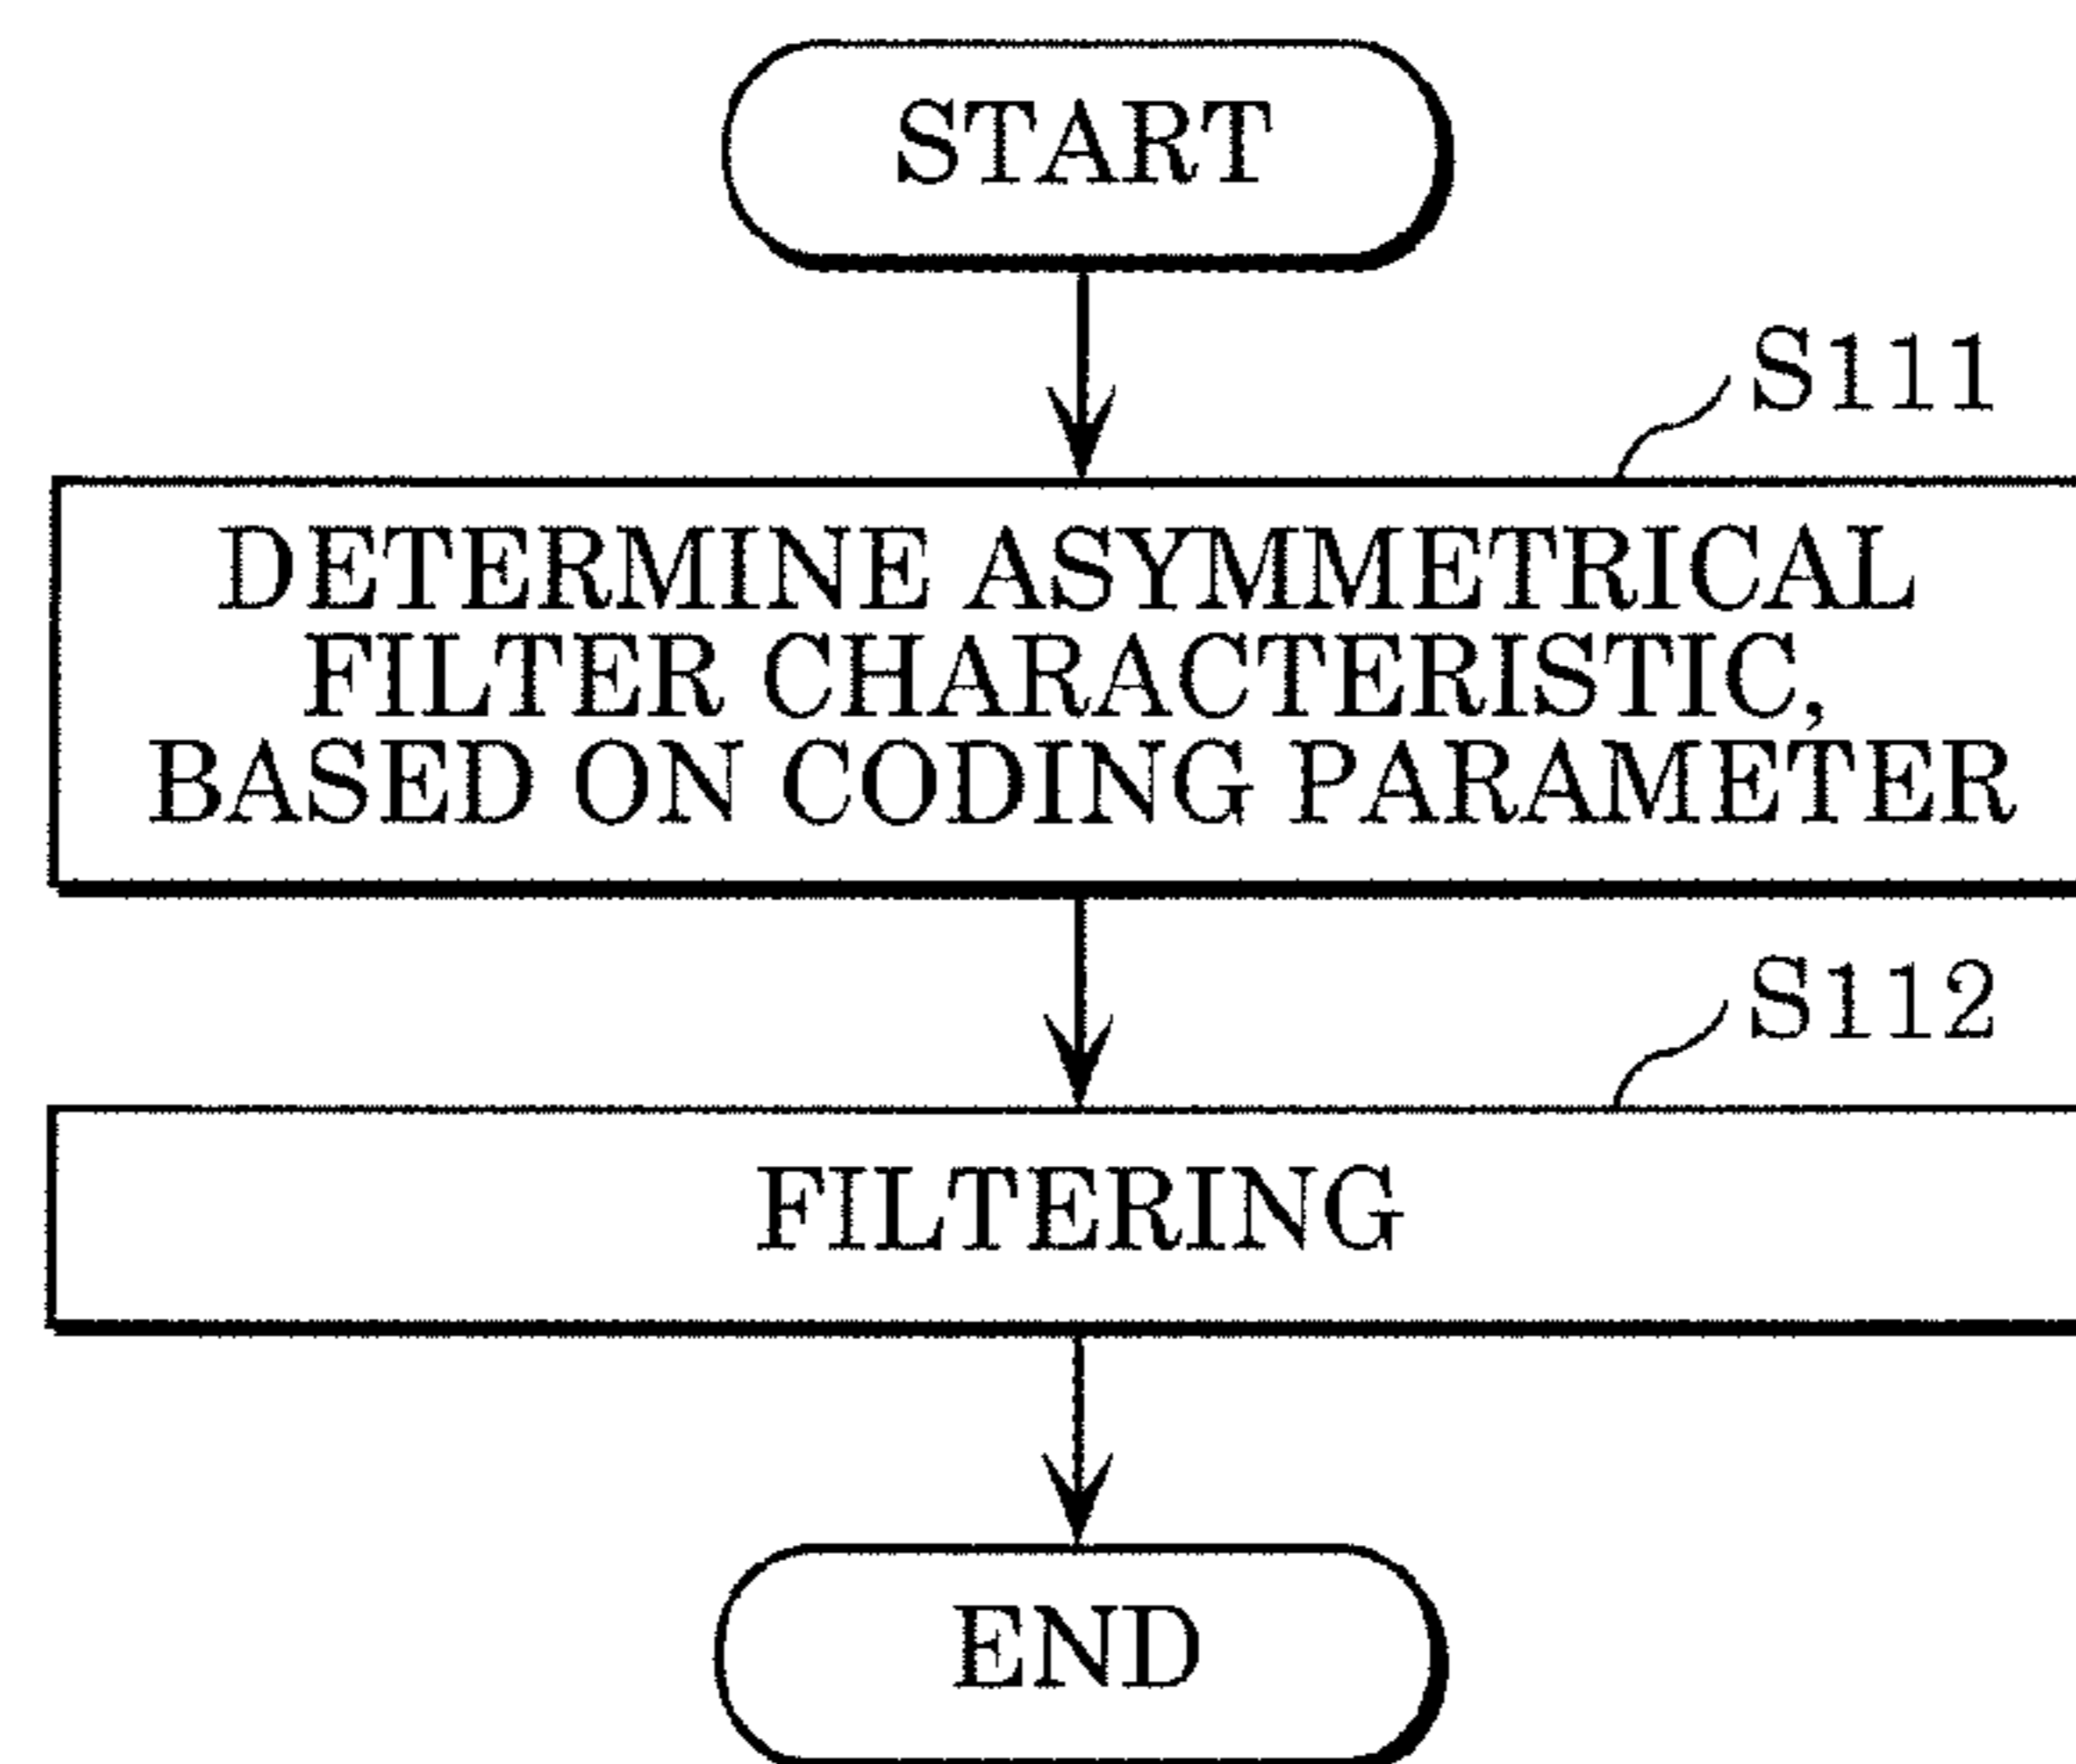 START
S111
DETERMINE ASYMMETRICAL
FILTER CHARACTERISTIC,
BASED ON CODING PARAMETER
S112
FILTERING
END